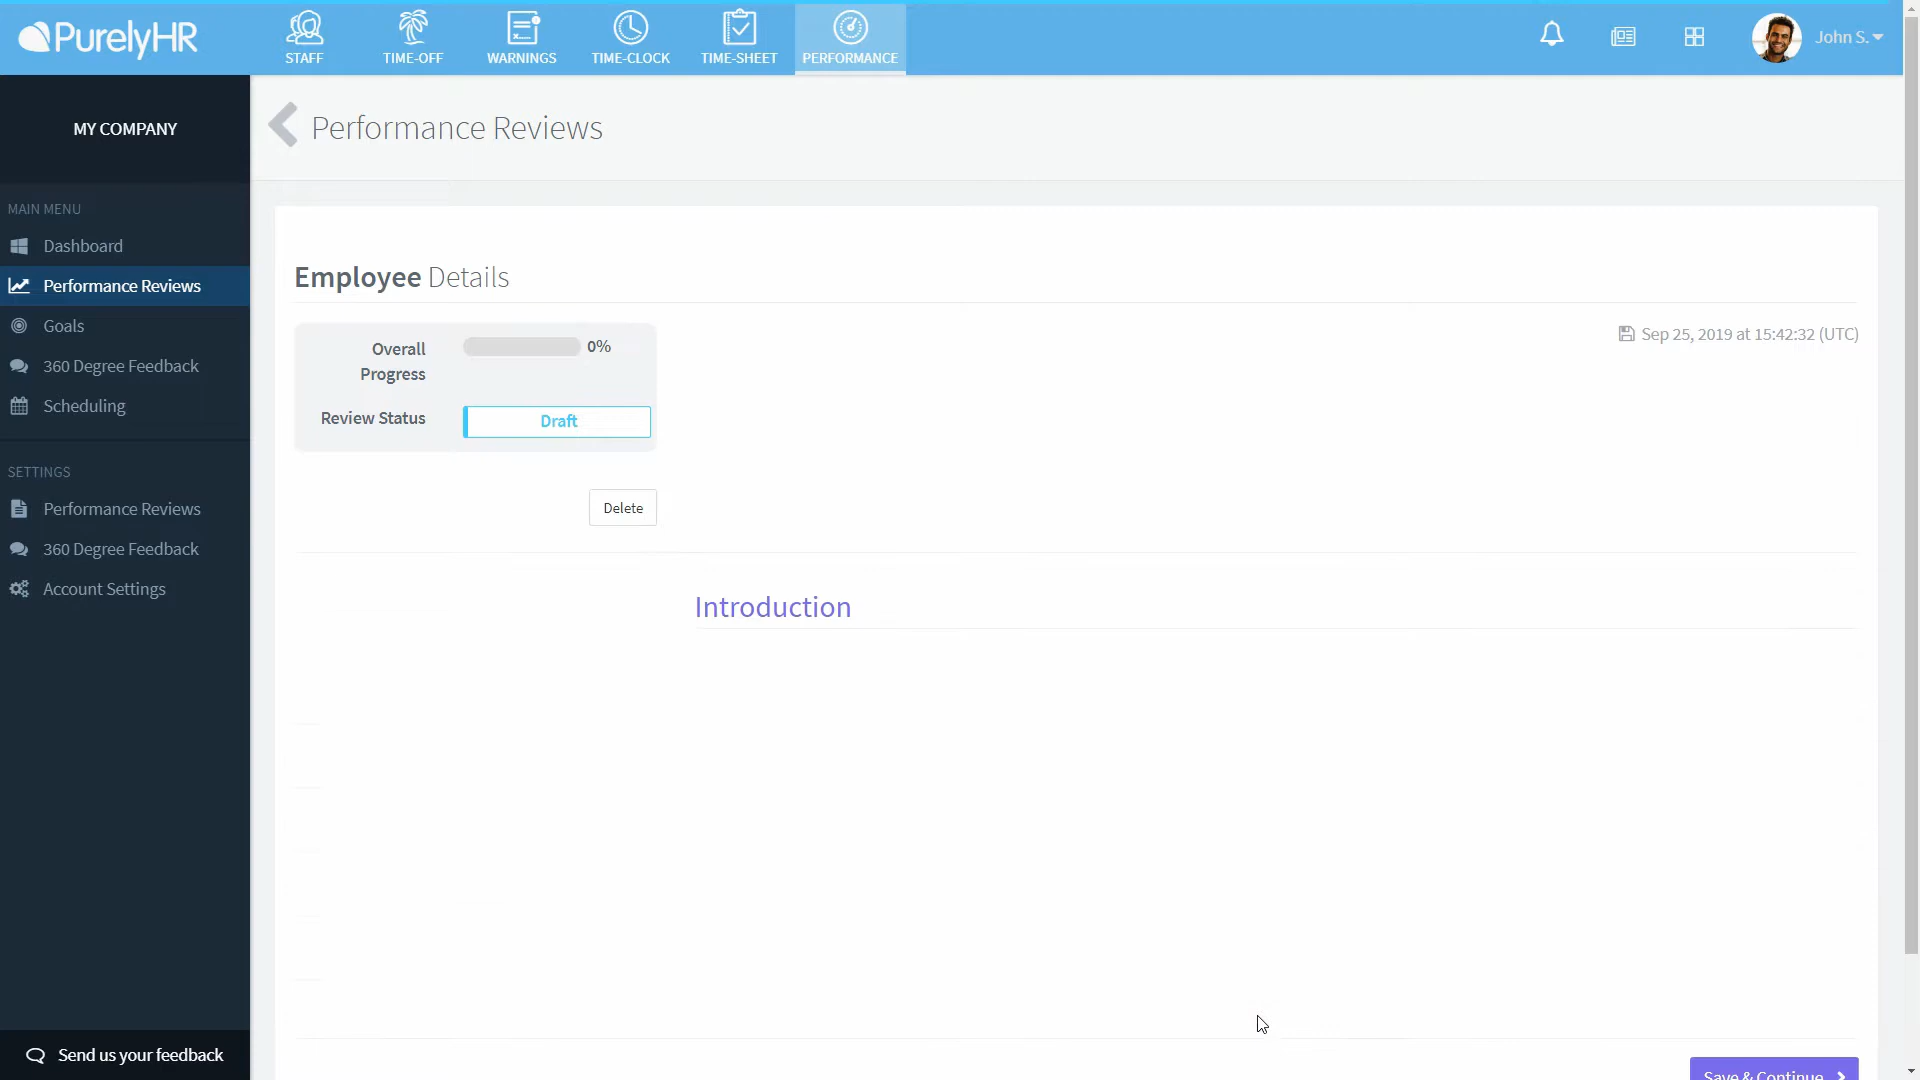 PurelyHR
STAFF
TIME-OFF
WARNINGS
TIME-CLOCK
TIME-SHEET
PERFORMANCE
John S.
MY COMPANY
Performance Reviews
MAIN MENU
Dashboard
Performance Reviews
Goals
360 Degree Feedback
Scheduling
SETTINGS
Performance Reviews
360 Degree Feedback
Account Settings
Send us your feedback
Employee Details
Overall
Progress
0%
Sep 25, 2019 at 15:42:32 (UTC)
Review Status
Draft
Delete
Introduction
Save & Continue